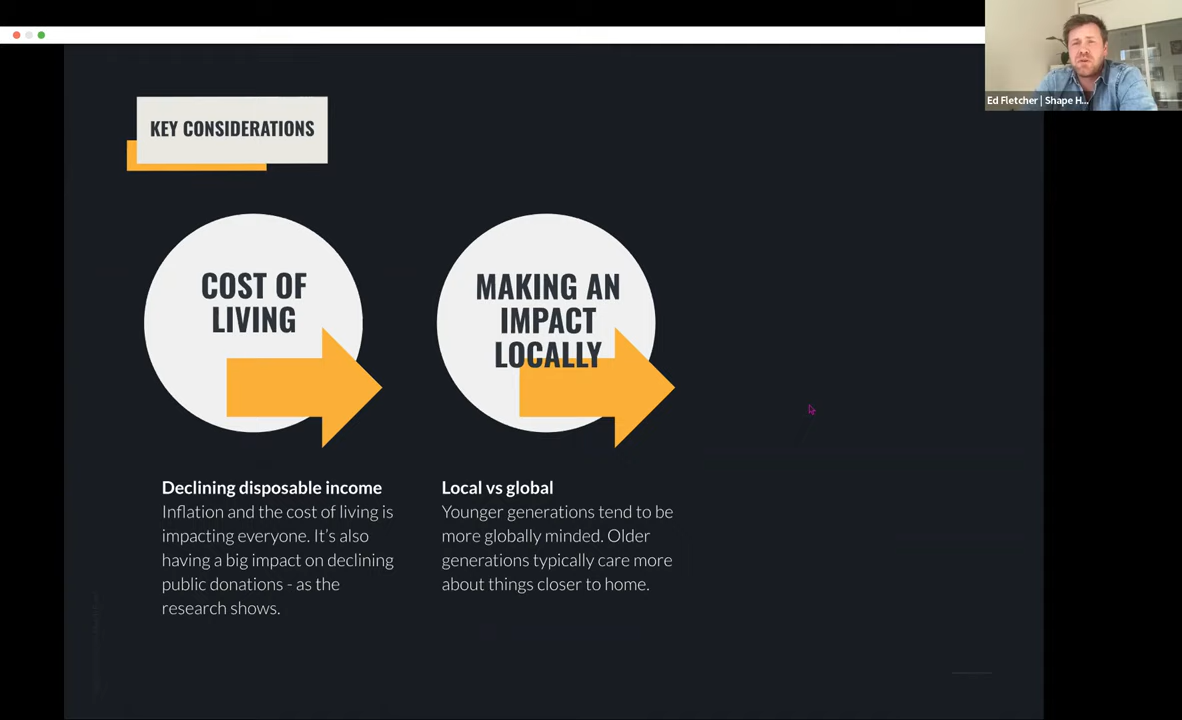 Ed Fletcher | Shape H...
KEY CONSIDERATIONS
COST OF
LIVING
MAKING AN
IMPACT
LOCALLY
Declining disposable income
Inflation and the cost of living is
impacting everyone. It's also
having a big impact on declining
public donations - as the
research shows.
Local vs global
Younger generations tend to be
more globally minded. Older
generations typically care more
about things closer to home.